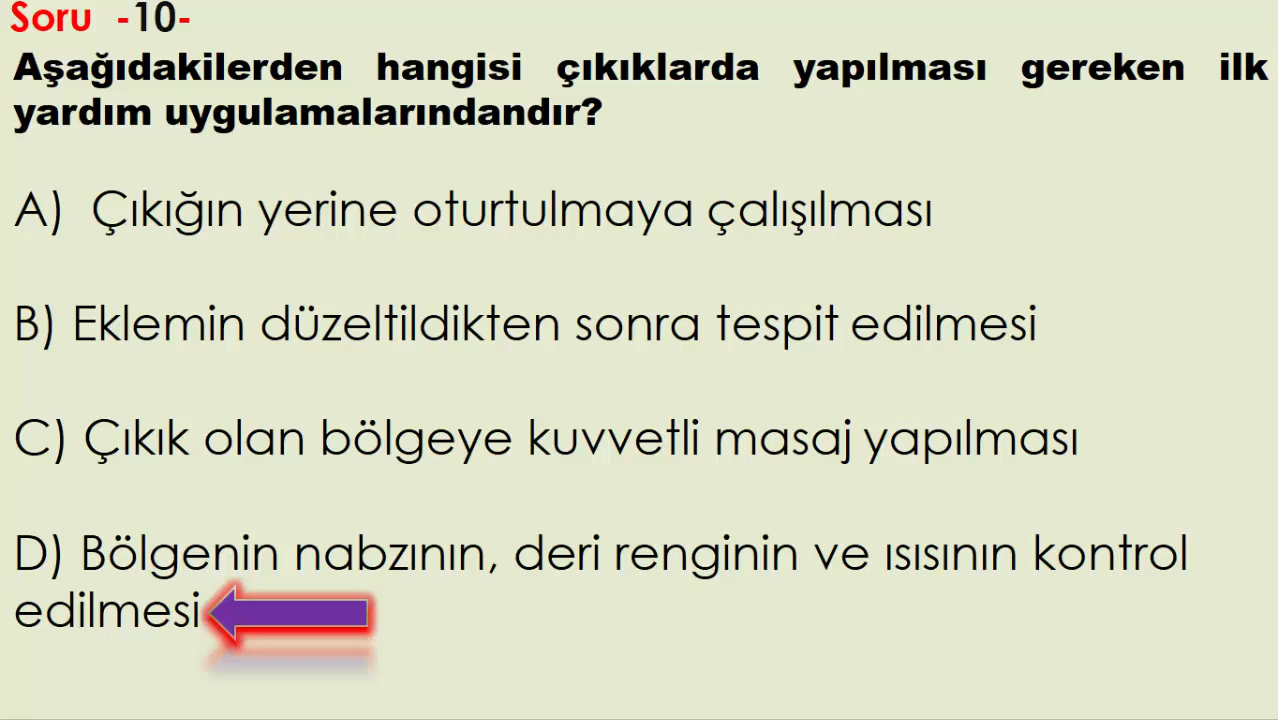 Soru -10-
Aşağıdakilerden hangisi çıkıklarda yapılması gereken ilk
yardım uygulamalarındandır?
A) Çıkığın yerine oturtulmaya çalışılması
B) Eklemin düzeltildikten sonra tespit edilmesi
C) Çıkık olan bölgeye kuvvetli masaj yapılması
D) Bölgenin nabzının, deri renginin ve ısısının kontrol
edilmesi